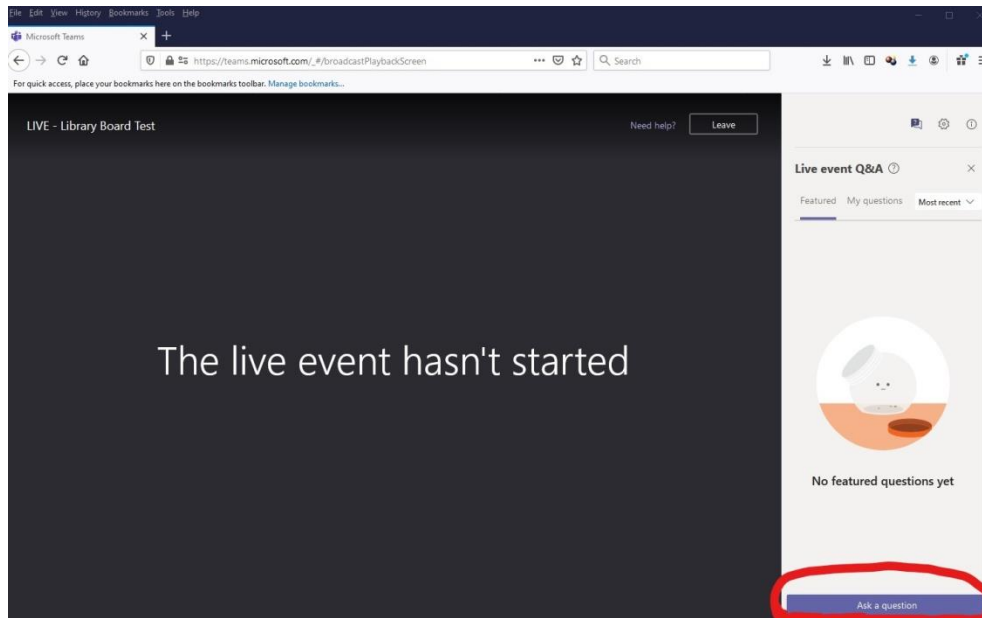 File Edit View History Bookmarks Tools Help
Microsoft Teams
https://teams.microsoft.com/_#/broadcastPlaybackScreen
Search
For quick access, place your bookmarks here on the bookmarks toolbar. Manage bookmarks...
LIVE - Library Board Test
Need help?
Leave
Live event Q&A
Featured My questions Most recent
The live event hasn't started
No featured questions yet
Ask a question